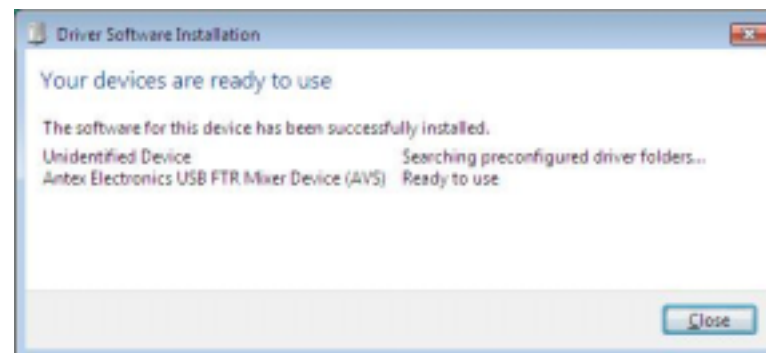 Driver Software Installation
Your devices are ready to use
The software for this device has been successfully installed.
Unidentified Device Searching preconfigured driver folders...
Antex Electronics USB FTR Mixer Device (AVS) Ready to use
Close